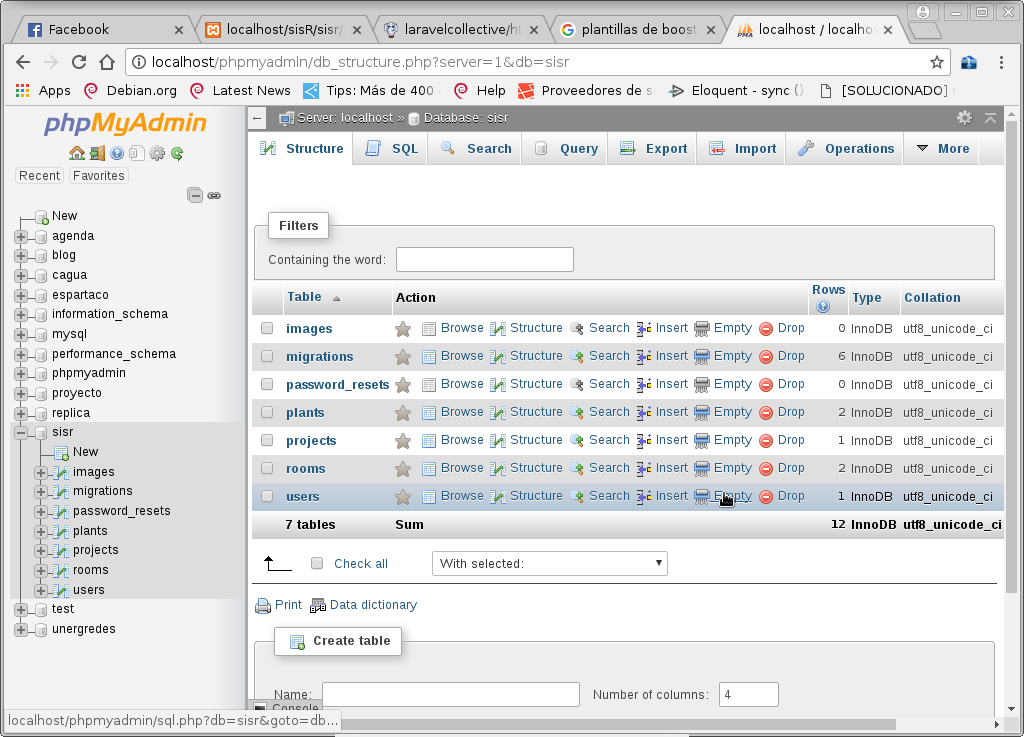 Facebook
localhost/sisR/sisr/
laravelcollective/ht
plantillas de boost
localhost / localho
localhost/phpmyadmin/db_structure.php?server=1&db=sisr
Apps
Debian.org
Latest News
Tips: Más de 400
Help
Proveedores de s
Eloquent - sync ()
[SOLUCIONADO]
phpMyAdmin
Recent
Favorites
New
agenda
blog
cagua
espartaco
information_schema
mysql
performance_schema
phpmyadmin
proyecto
replica
sisr
New
images
migrations
password_resets
plants
projects
rooms
users
test
unergredes
Server: localhost » Database: sisr
Structure SQL Search Query Export Import Operations More
Filters
Containing the word:
Table Action Rows Type Collation
images Browse Structure Search Insert Empty Drop 0 InnoDB utf8_unicode_ci
migrations Browse Structure Search Insert Empty Drop 6 InnoDB utf8_unicode_ci
password_resets Browse Structure Search Insert Empty Drop 0 InnoDB utf8_unicode_ci
plants Browse Structure Search Insert Empty Drop 2 InnoDB utf8_unicode_ci
projects Browse Structure Search Insert Empty Drop 1 InnoDB utf8_unicode_ci
rooms Browse Structure Search Insert Empty Drop 2 InnoDB utf8_unicode_ci
users Browse Structure Search Insert Empty Drop 1 InnoDB utf8_unicode_ci
7 tables Sum 12 InnoDB utf8_unicode_ci
Check all With selected:
Print Data dictionary
Create table
Name: Number of columns: 4
Console
localhost/phpmyadmin/sql.php?db=sisr&goto=db...